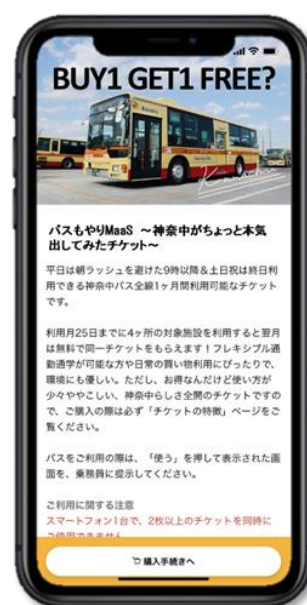 BUY1 GET1 FREE?
Kanachu
バスもやりMaaS ～神奈中がちょっと本気
出してみたチケット～
平日は朝ラッシュを避けた9時以降&土日祝は終日利
用できる神奈中バス全線1ヶ月間利用可能なチケット
です。
利用月25日までに4ヶ所の対象施設を利用すると翌月
は無料で同一チケットをもらえます！フレキシブル通
勤通学が可能な方や日常の買い物利用にぴったりで、
環境にも優しい。ただし、お得なんだけど使い方が
少々ややこしい、神奈中らしさ全開のチケットですの
で、ご購入の際は必ず「チケットの特徴」ページをご
覧ください。
バスをご利用の際は、「使う」を押して表示された画
面を、乗務員に提示してください。
ご利用に関する注意
スマートフォン1台で、2枚以上のチケットを同時に
ご使用できません
購入手続きへ